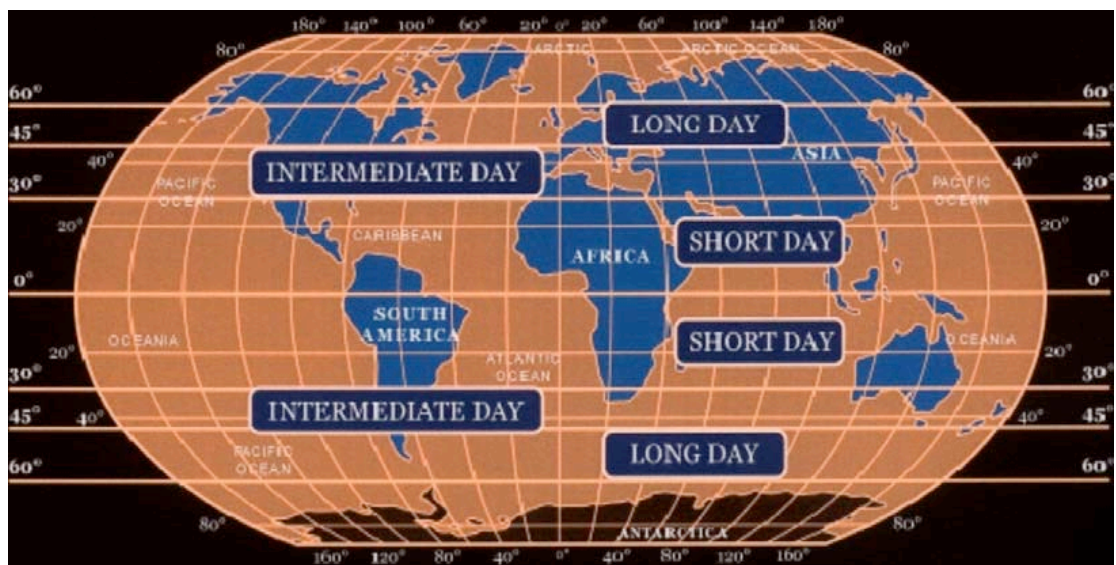 180° 140° 100° 60° 20° 0° 20° 60° 100° 140° 180°
80° ARCTIC ARCTIC OCEAN 80°
60° 60°
LONG DAY
45° 45°
40° ASIA 40°
INTERMEDIATE DAY
30° PACIFIC OCEAN PACIFIC OCEAN 30°
20° 20°
CARIBBEAN AFRICA SHORT DAY
0° 0°
SOUTH AMERICA
OCEANIA SHORT DAY OCEANIA
20° ATLANTIC OCEAN 20°
30° 30°
INTERMEDIATE DAY
45° 40° 40° 45°
PACIFIC OCEAN LONG DAY
60° 60°
80° ANTARCTICA 80°
160° 120° 80° 40° 0° 40° 80° 120° 160°